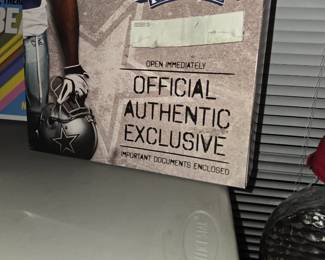 OPEN IMMEDIATELY
OFFICIAL
AUTHENTIC
EXCLUSIVE
IMPORTANT DOCUMENTS ENCLOSED